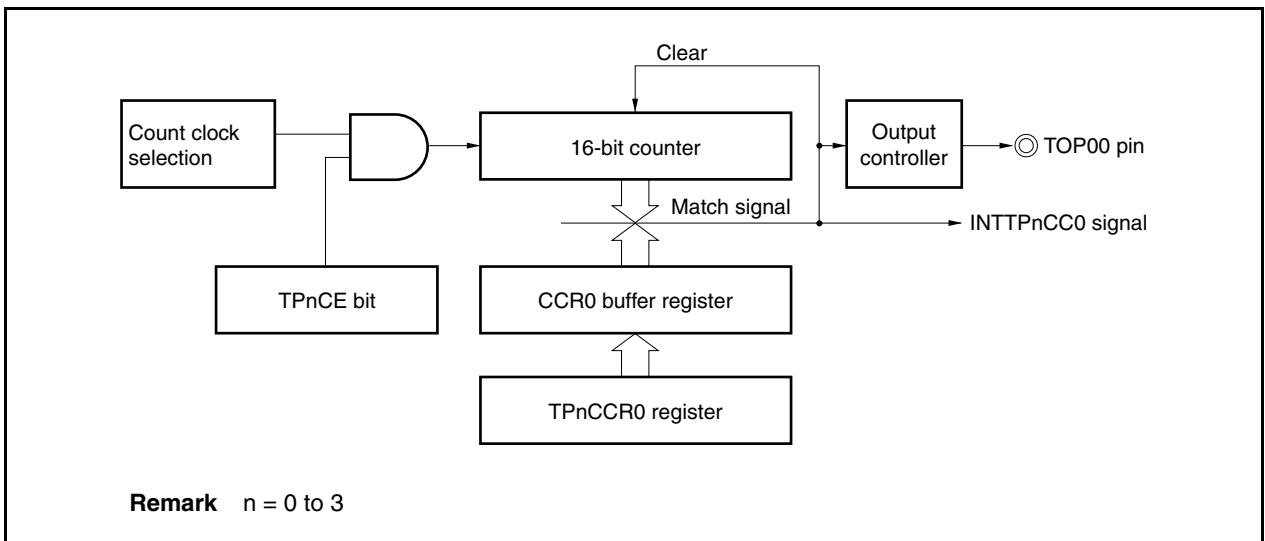 Clear
Count clock
selection
16-bit counter
Output
controller
TOP00 pin
Match signal
INTTPnCC0 signal
TPnCE bit
CCR0 buffer register
TPnCCR0 register
Remark n = 0 to 3